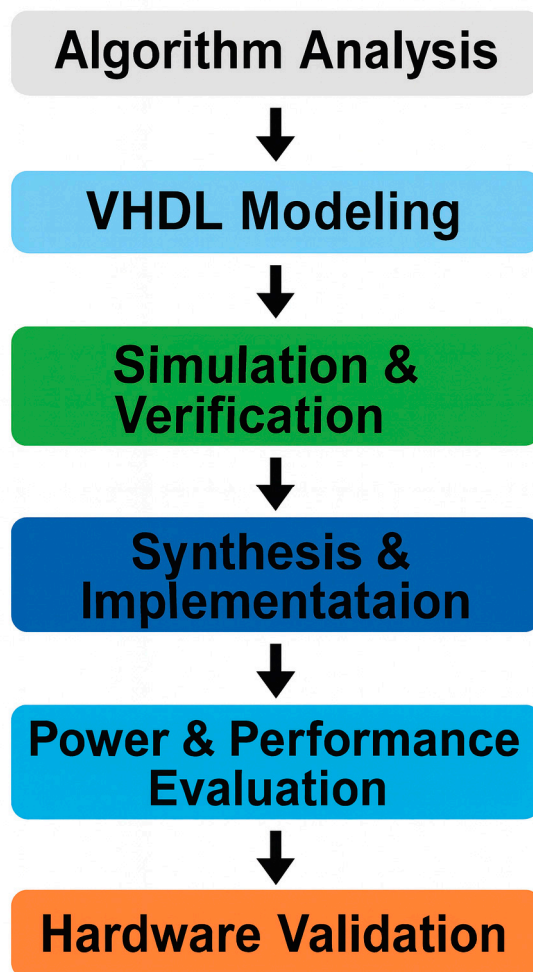 Algorithm Analysis
VHDL Modeling
Simulation &
Verification
Synthesis &
Implementataion
Power & Performance
Evaluation
Hardware Validation